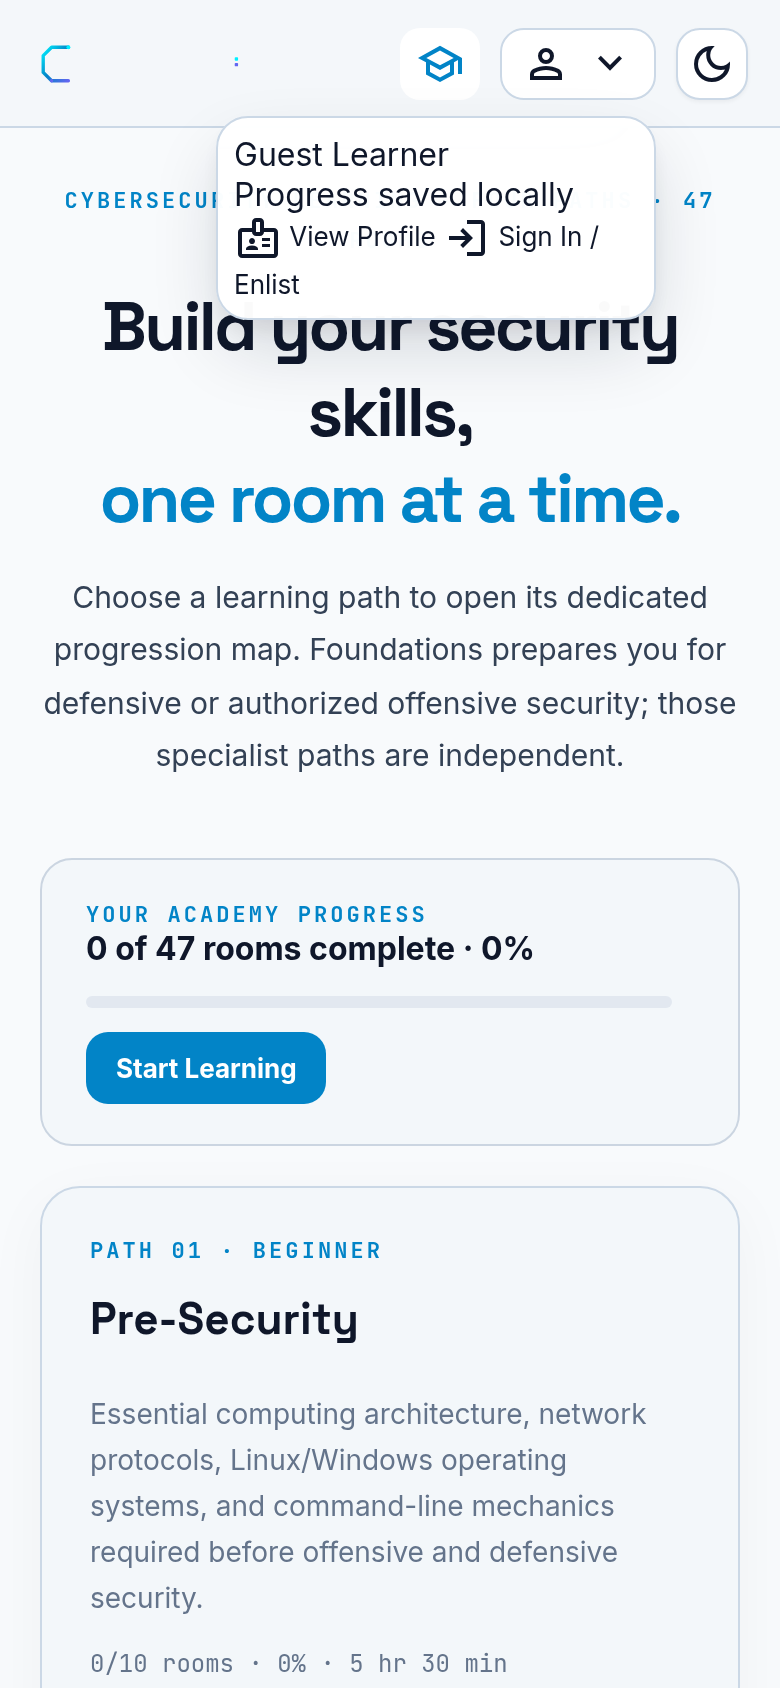 Guest Learner
Progress saved locally
View Profile Sign In /
Enlist
· 47
Build your security
skills,
one room at a time.
Choose a learning path to open its dedicated
progression map. Foundations prepares you for
defensive or authorized offensive security; those
specialist paths are independent.
YOUR ACADEMY PROGRESS
0 of 47 rooms complete · 0%
Start Learning
PATH 01 · BEGINNER
Pre-Security
Essential computing architecture, network
protocols, Linux/Windows operating
systems, and command-line mechanics
required before offensive and defensive
security.
0/10 rooms · 0% · 5 hr 30 min